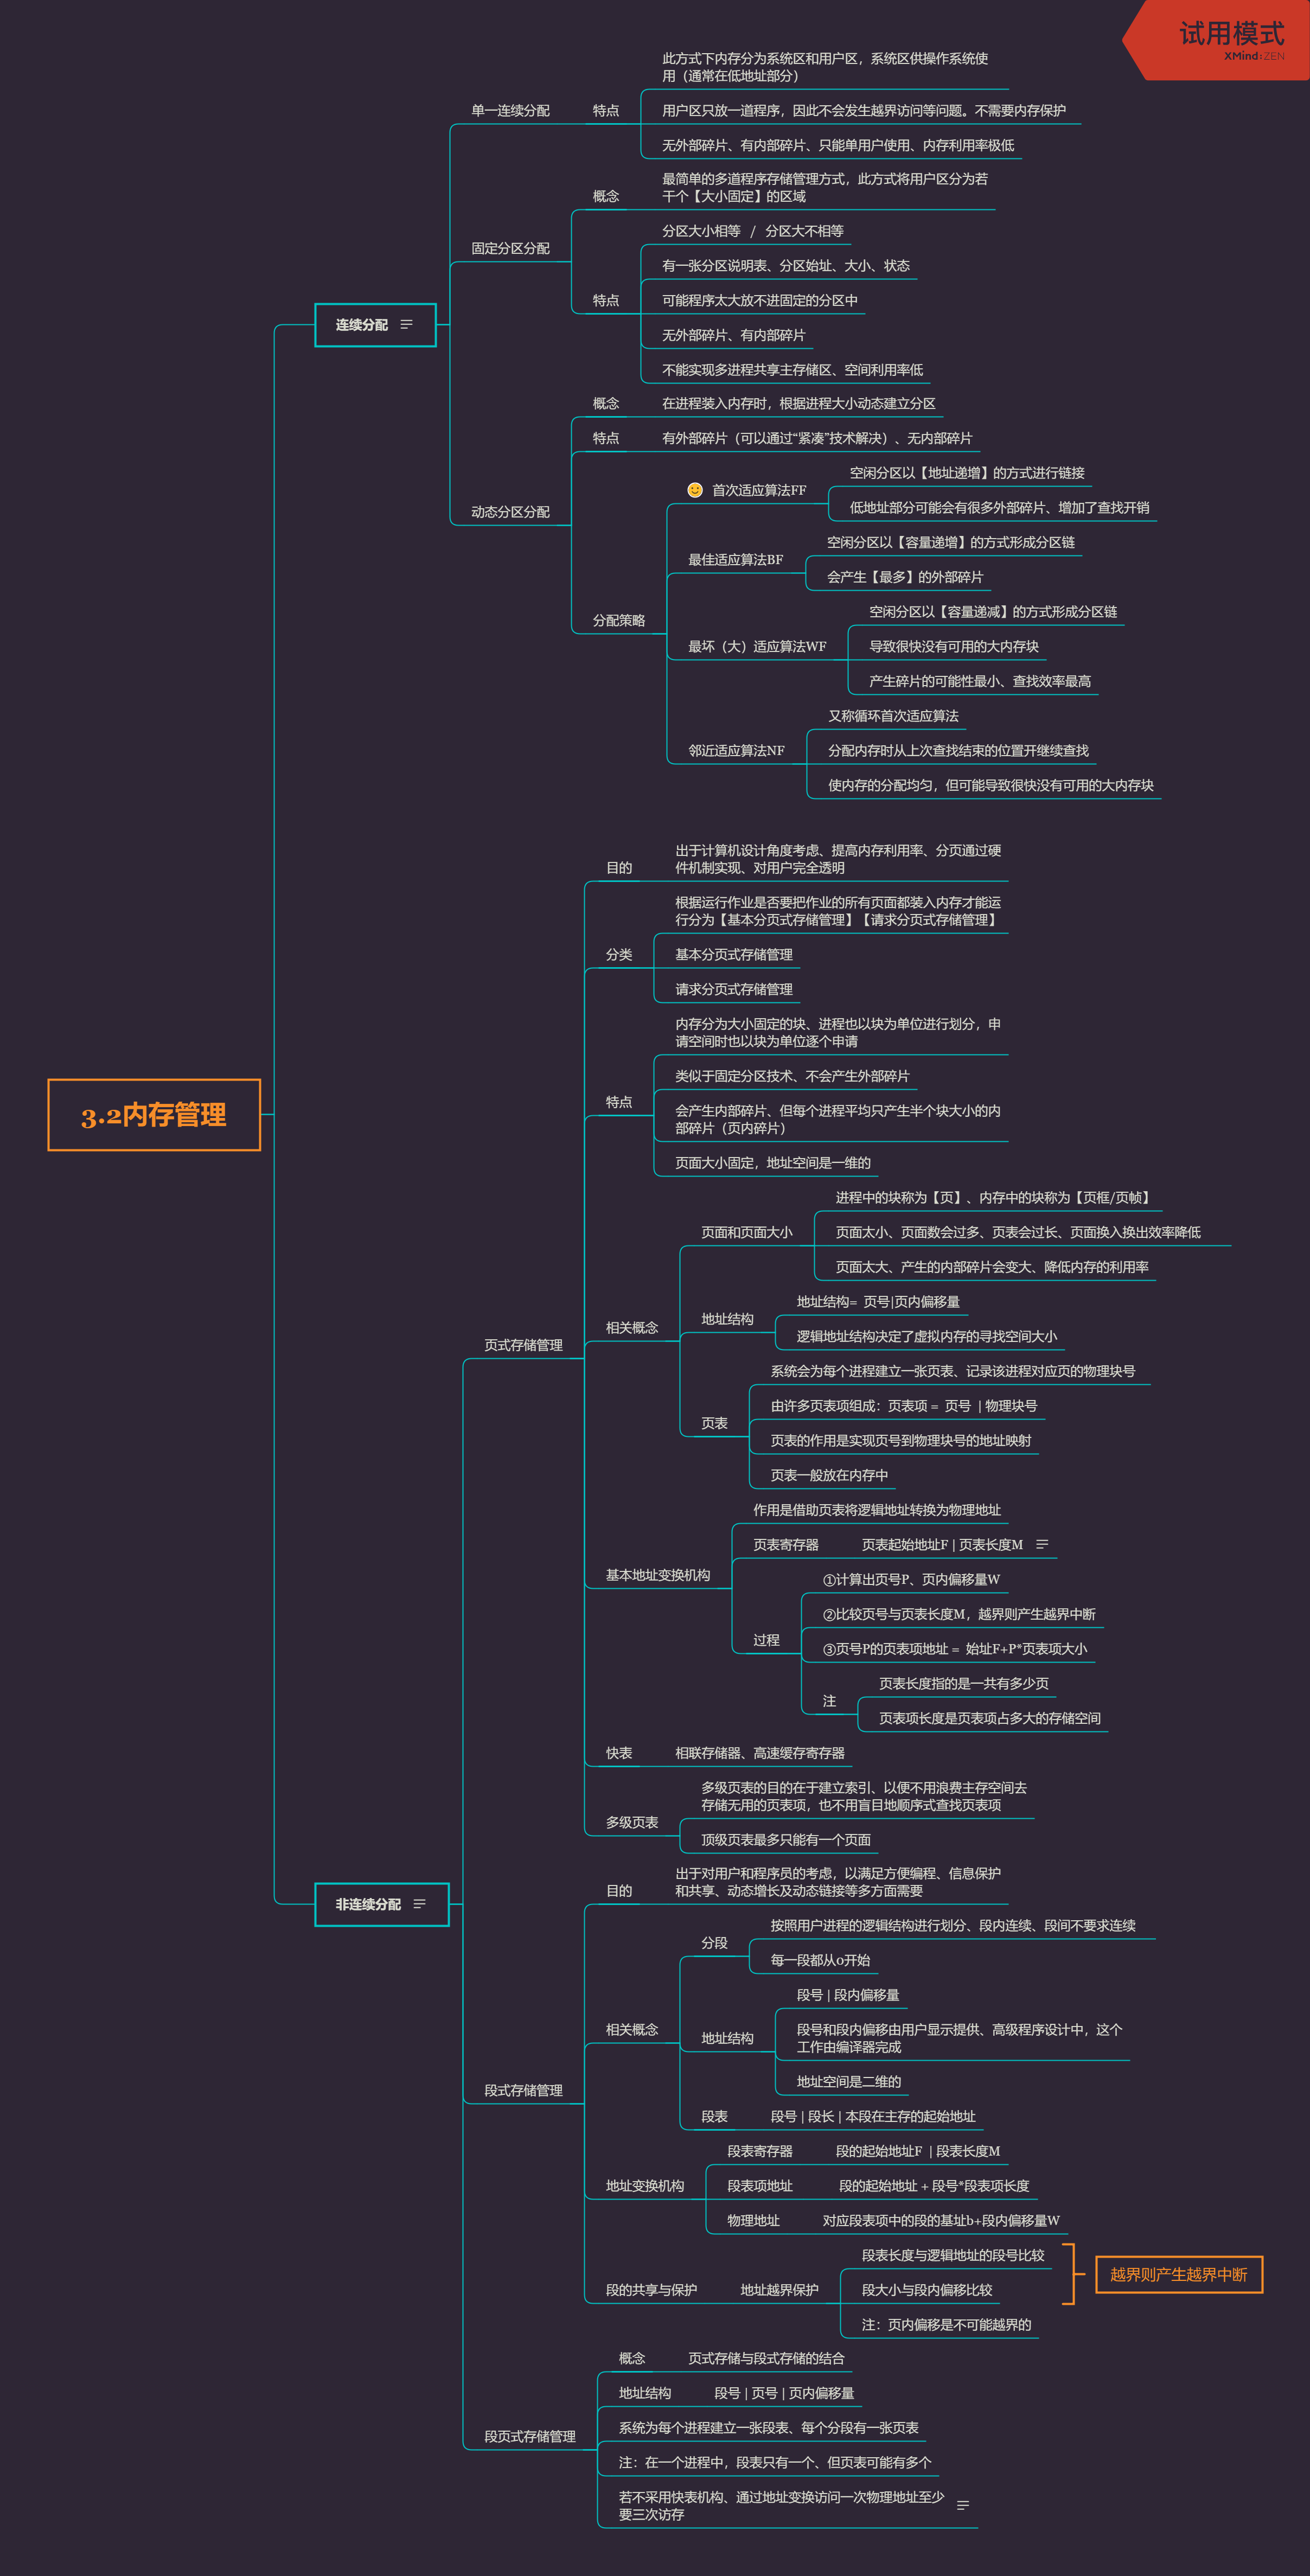 试用模式
XMind:ZEN
3.2内存管理
连续分配
单一连续分配
特点
此方式下内存分为系统区和用户区，系统区供操作系统使
用（通常在低地址部分）
用户区只放一道程序，因此不会发生越界访问等问题。不需要内存保护
无外部碎片、有内部碎片、只能单用户使用、内存利用率极低
固定分区分配
概念
最简单的多道程序存储管理方式，此方式将用户区分为若
干个【大小固定】的区域
特点
分区大小相等 / 分区大不相等
有一张分区说明表、分区始址、大小、状态
可能程序太大放不进固定的分区中
无外部碎片、有内部碎片
不能实现多进程共享主存储区、空间利用率低
动态分区分配
概念
在进程装入内存时，根据进程大小动态建立分区
特点
有外部碎片（可以通过“紧凑”技术解决）、无内部碎片
分配策略
首次适应算法FF
空闲分区以【地址递增】的方式进行链接
低地址部分可能会有很多外部碎片、增加了查找开销
最佳适应算法BF
空闲分区以【容量递增】的方式形成分区链
会产生【最多】的外部碎片
最坏（大）适应算法WF
空闲分区以【容量递减】的方式形成分区链
导致很快没有可用的大内存块
产生碎片的可能性最小、查找效率最高
邻近适应算法NF
又称循环首次适应算法
分配内存时从上次查找结束的位置开继续查找
使内存的分配均匀，但可能导致很快没有可用的大内存块
非连续分配
页式存储管理
目的
出于计算机设计角度考虑、提高内存利用率、分页通过硬
件机制实现、对用户完全透明
分类
根据运行作业是否要把作业的所有页面都装入内存才能运
行分为【基本分页式存储管理】【请求分页式存储管理】
基本分页式存储管理
请求分页式存储管理
特点
内存分为大小固定的块、进程也以块为单位进行划分，申
请空间时也以块为单位逐个申请
类似于固定分区技术、不会产生外部碎片
会产生内部碎片、但每个进程平均只产生半个块大小的内
部碎片（页内碎片）
页面大小固定，地址空间是一维的
相关概念
页面和页面大小
进程中的块称为【页】、内存中的块称为【页框/页帧】
页面太小、页面数会过多、页表会过长、页面换入换出效率降低
页面太大、产生的内部碎片会变大、降低内存的利用率
地址结构
地址结构= 页号|页内偏移量
逻辑地址结构决定了虚拟内存的寻找空间大小
页表
系统会为每个进程建立一张页表、记录该进程对应页的物理块号
由许多页表项组成：页表项 = 页号 | 物理块号
页表的作用是实现页号到物理块号的地址映射
页表一般放在内存中
基本地址变换机构
作用是借助页表将逻辑地址转换为物理地址
页表寄存器
页表起始地址F | 页表长度M
过程
①计算出页号P、页内偏移量W
②比较页号与页表长度M，越界则产生越界中断
③页号P的页表项地址 = 始址F+P*页表项大小
注
页表长度指的是一共有多少页
页表项长度是页表项占多大的存储空间
快表
相联存储器、高速缓存寄存器
多级页表
多级页表的目的在于建立索引、以便不用浪费主存空间去
存储无用的页表项，也不用盲目地顺序式查找页表项
顶级页表最多只能有一个页面
段式存储管理
目的
出于对用户和程序员的考虑，以满足方便编程、信息保护
和共享、动态增长及动态链接等多方面需要
相关概念
分段
按照用户进程的逻辑结构进行划分、段内连续、段间不要求连续
每一段都从0开始
地址结构
段号 | 段内偏移量
段号和段内偏移由用户显示提供、高级程序设计中，这个
工作由编译器完成
地址空间是二维的
段表
段号 | 段长 | 本段在主存的起始地址
地址变换机构
段表寄存器
段的起始地址F | 段表长度M
段表项地址
段的起始地址 + 段号*段表项长度
物理地址
对应段表项中的段的基址b+段内偏移量W
段的共享与保护
地址越界保护
段表长度与逻辑地址的段号比较
段大小与段内偏移比较
越界则产生越界中断
注：页内偏移是不可能越界的
段页式存储管理
概念
页式存储与段式存储的结合
地址结构
段号 | 页号 | 页内偏移量
系统为每个进程建立一张段表、每个分段有一张页表
注：在一个进程中，段表只有一个、但页表可能有多个
若不采用快表机构、通过地址变换访问一次物理地址至少
要三次访存